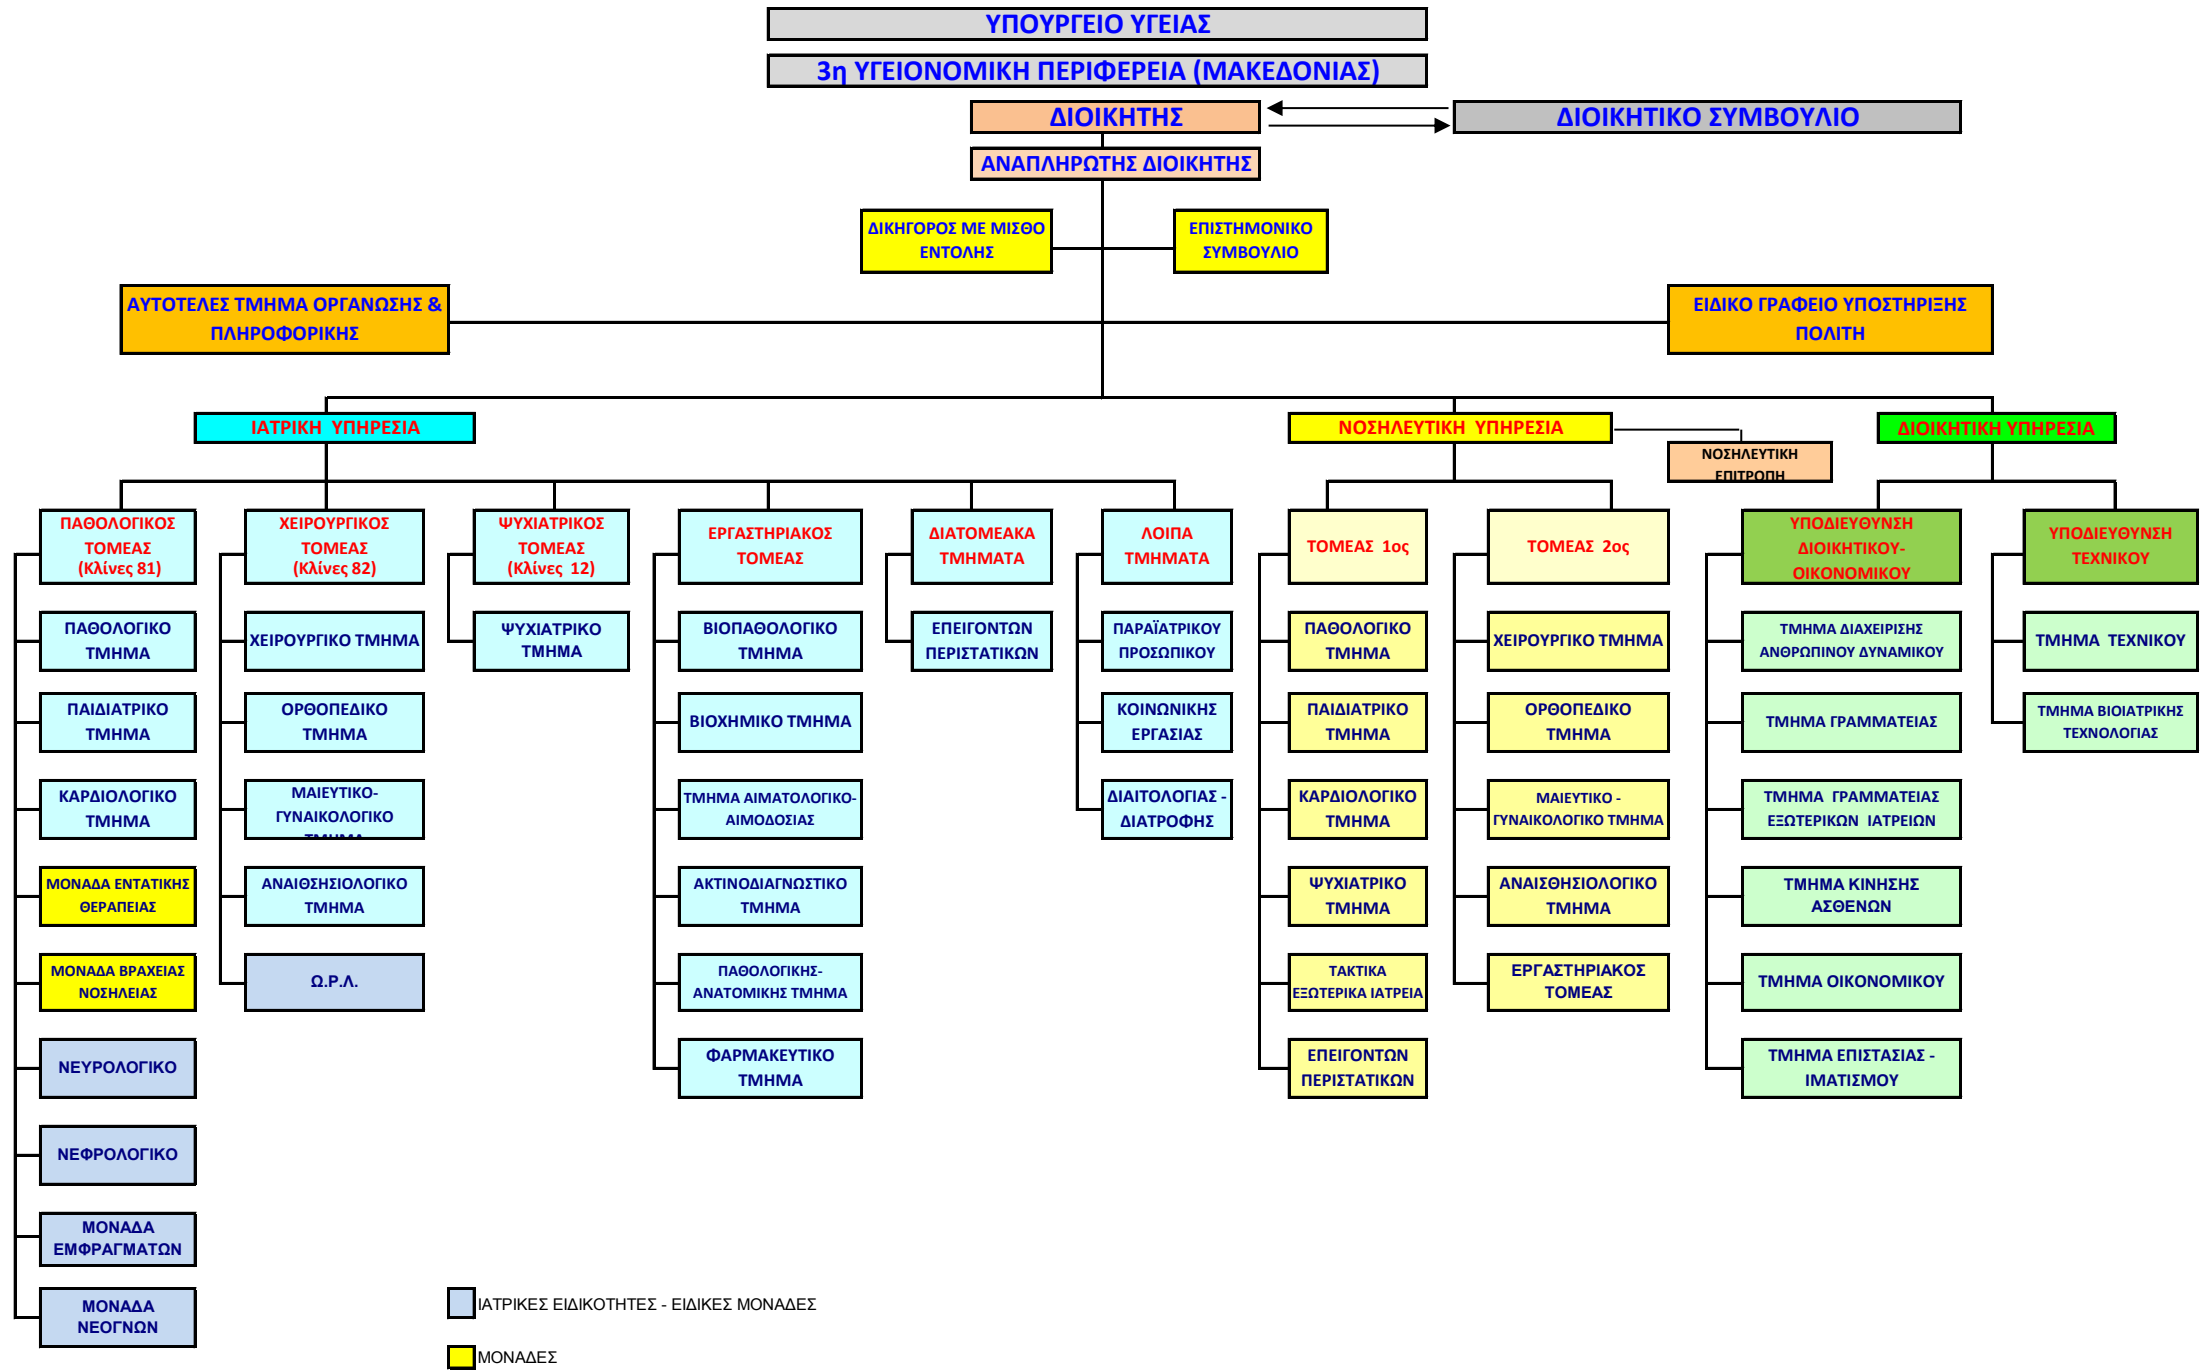 ΥΠΟΥΡΓΕΙΟ ΥΓΕΙΑΣ
3η ΥΓΕΙΟΝΟΜΙΚΗ ΠΕΡΙΦΕΡΕΙΑ (ΜΑΚΕΔΟΝΙΑΣ)
ΔΙΟΙΚΗΤΗΣ
ΔΙΟΙΚΗΤΙΚΟ ΣΥΜΒΟΥΛΙΟ
ΑΝΑΠΛΗΡΩΤΗΣ ΔΙΟΙΚΗΤΗΣ
ΔΙΚΗΓΟΡΟΣ ΜΕ ΜΙΣΘΟ
ΕΝΤΟΛΗΣ
ΕΠΙΣΤΗΜΟΝΙΚΟ
ΣΥΜΒΟΥΛΙΟ
ΑΥΤΟΤΕΛΕΣ ΤΜΗΜΑ ΟΡΓΑΝΩΣΗΣ &
ΠΛΗΡΟΦΟΡΙΚΗΣ
ΕΙΔΙΚΟ ΓΡΑΦΕΙΟ ΥΠΟΣΤΗΡΙΞΗΣ
ΠΟΛΙΤΗ
ΙΑΤΡΙΚΗ ΥΠΗΡΕΣΙΑ
ΝΟΣΗΛΕΥΤΙΚΗ ΥΠΗΡΕΣΙΑ
ΔΙΟΙΚΗΤΙΚΗ ΥΠΗΡΕΣΙΑ
ΝΟΣΗΛΕΥΤΙΚΗ
ΕΠΙΤΡΟΠΗ
ΠΑΘΟΛΟΓΙΚΟΣ
ΤΟΜΕΑΣ
(Κλίνες 81)
ΠΑΘΟΛΟΓΙΚΟ
ΤΜΗΜΑ
ΠΑΙΔΙΑΤΡΙΚΟ
ΤΜΗΜΑ
ΚΑΡΔΙΟΛΟΓΙΚΟ
ΤΜΗΜΑ
ΜΟΝΑΔΑ ΕΝΤΑΤΙΚΗΣ
ΘΕΡΑΠΕΙΑΣ
ΜΟΝΑΔΑ ΒΡΑΧΕΙΑΣ
ΝΟΣΗΛΕΙΑΣ
ΝΕΥΡΟΛΟΓΙΚΟ
ΝΕΦΡΟΛΟΓΙΚΟ
ΜΟΝΑΔΑ
ΕΜΦΡΑΓΜΑΤΩΝ
ΜΟΝΑΔΑ
ΝΕΟΓΝΩΝ
ΧΕΙΡΟΥΡΓΙΚΟΣ
ΤΟΜΕΑΣ
(Κλίνες 82)
ΧΕΙΡΟΥΡΓΙΚΟ ΤΜΗΜΑ
ΟΡΘΟΠΕΔΙΚΟ
ΤΜΗΜΑ
ΜΑΙΕΥΤΙΚΟ-
ΓΥΝΑΙΚΟΛΟΓΙΚΟ
ΤΜΗΜΑ
ΑΝΑΙΘΣΗΣΙΟΛΟΓΙΚΟ
ΤΜΗΜΑ
Ω.Ρ.Λ.
ΨΥΧΙΑΤΡΙΚΟΣ
ΤΟΜΕΑΣ
(Κλίνες 12)
ΨΥΧΙΑΤΡΙΚΟ
ΤΜΗΜΑ
ΕΡΓΑΣΤΗΡΙΑΚΟΣ
ΤΟΜΕΑΣ
ΒΙΟΠΑΘΟΛΟΓΙΚΟ
ΤΜΗΜΑ
ΒΙΟΧΗΜΙΚΟ ΤΜΗΜΑ
ΤΜΗΜΑ ΑΙΜΑΤΟΛΟΓΙΚΟ-
ΑΙΜΟΔΟΣΙΑΣ
ΑΚΤΙΝΟΔΙΑΓΝΩΣΤΙΚΟ
ΤΜΗΜΑ
ΠΑΘΟΛΟΓΙΚΗΣ-
ΑΝΑΤΟΜΙΚΗΣ ΤΜΗΜΑ
ΦΑΡΜΑΚΕΥΤΙΚΟ
ΤΜΗΜΑ
ΔΙΑΤΟΜΕΑΚΑ
ΤΜΗΜΑΤΑ
ΕΠΕΙΓΟΝΤΩΝ
ΠΕΡΙΣΤΑΤΙΚΩΝ
ΛΟΙΠΑ
ΤΜΗΜΑΤΑ
ΠΑΡΑΪΑΤΡΙΚΟΥ
ΠΡΟΣΩΠΙΚΟΥ
ΚΟΙΝΩΝΙΚΗΣ
ΕΡΓΑΣΙΑΣ
ΔΙΑΙΤΟΛΟΓΙΑΣ -
ΔΙΑΤΡΟΦΗΣ
ΤΟΜΕΑΣ 1ος
ΠΑΘΟΛΟΓΙΚΟ
ΤΜΗΜΑ
ΠΑΙΔΙΑΤΡΙΚΟ
ΤΜΗΜΑ
ΚΑΡΔΙΟΛΟΓΙΚΟ
ΤΜΗΜΑ
ΨΥΧΙΑΤΡΙΚΟ
ΤΜΗΜΑ
ΤΑΚΤΙΚΑ
ΕΞΩΤΕΡΙΚΑ ΙΑΤΡΕΙΑ
ΕΠΕΙΓΟΝΤΩΝ
ΠΕΡΙΣΤΑΤΙΚΩΝ
ΤΟΜΕΑΣ 2ος
ΧΕΙΡΟΥΡΓΙΚΟ ΤΜΗΜΑ
ΟΡΘΟΠΕΔΙΚΟ
ΤΜΗΜΑ
ΜΑΙΕΥΤΙΚΟ -
ΓΥΝΑΙΚΟΛΟΓΙΚΟ ΤΜΗΜΑ
ΑΝΑΙΣΘΗΣΙΟΛΟΓΙΚΟ
ΤΜΗΜΑ
ΕΡΓΑΣΤΗΡΙΑΚΟΣ
ΤΟΜΕΑΣ
ΥΠΟΔΙΕΥΘΥΝΣΗ
ΔΙΟΙΚΗΤΙΚΟΥ-
ΟΙΚΟΝΟΜΙΚΟΥ
ΤΜΗΜΑ ΔΙΑΧΕΙΡΙΣΗΣ
ΑΝΘΡΩΠΙΝΟΥ ΔΥΝΑΜΙΚΟΥ
ΤΜΗΜΑ ΓΡΑΜΜΑΤΕΙΑΣ
ΤΜΗΜΑ ΓΡΑΜΜΑΤΕΙΑΣ
ΕΞΩΤΕΡΙΚΩΝ ΙΑΤΡΕΙΩΝ
ΤΜΗΜΑ ΚΙΝΗΣΗΣ
ΑΣΘΕΝΩΝ
ΤΜΗΜΑ ΟΙΚΟΝΟΜΙΚΟΥ
ΤΜΗΜΑ ΕΠΙΣΤΑΣΙΑΣ -
ΙΜΑΤΙΣΜΟΥ
ΥΠΟΔΙΕΥΘΥΝΣΗ
ΤΕΧΝΙΚΟΥ
ΤΜΗΜΑ ΤΕΧΝΙΚΟΥ
ΤΜΗΜΑ ΒΙΟΙΑΤΡΙΚΗΣ
ΤΕΧΝΟΛΟΓΙΑΣ
ΙΑΤΡΙΚΕΣ ΕΙΔΙΚΟΤΗΤΕΣ - ΕΙΔΙΚΕΣ ΜΟΝΑΔΕΣ
ΜΟΝΑΔΕΣ